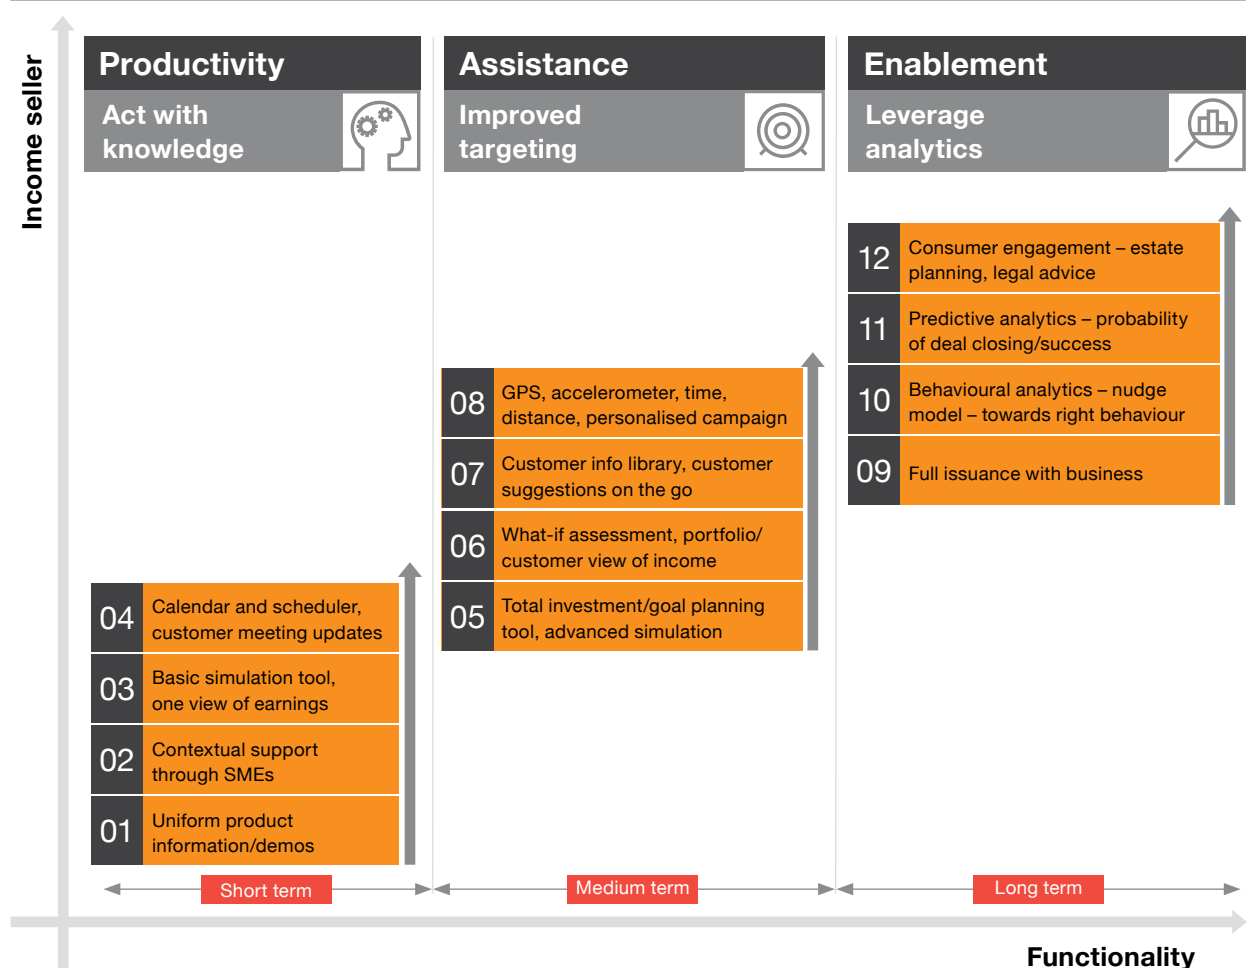 Income seller
Productivity
Act with
knowledge
Assistance
Improved
targeting
Enablement
Leverage
analytics
04
Calendar and scheduler,
customer meeting updates
03
Basic simulation tool,
one view of earnings
02
Contextual support
through SMEs
01
Uniform product
information/demos
08
GPS, accelerometer, time,
distance, personalised campaign
07
Customer info library, customer
suggestions on the go
06
What-if assessment, portfolio/
customer view of income
05
Total investment/goal planning
tool, advanced simulation
12
Consumer engagement – estate
planning, legal advice
11
Predictive analytics – probability
of deal closing/success
10
Behavioural analytics – nudge
model – towards right behaviour
09
Full issuance with business
Short term
Medium term
Long term
Functionality